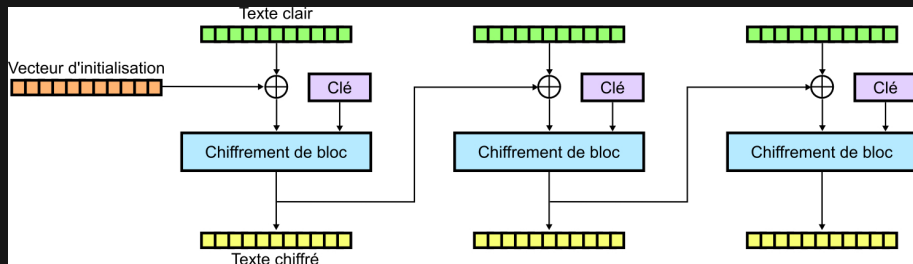 Texte clair
Vecteur d'initialisation
Clé
Clé
Clé
Chiffrement de bloc
Chiffrement de bloc
Chiffrement de bloc
Texte chiffré